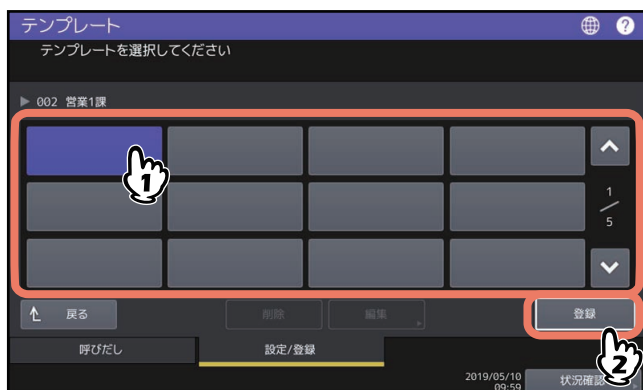 テンプレート
?
テンプレートを選択してください
002 営業1課
1
1
5
戻る
削除
編集
登録
呼びだし
設定/登録
2
2019/05/10
09:59
状況確認